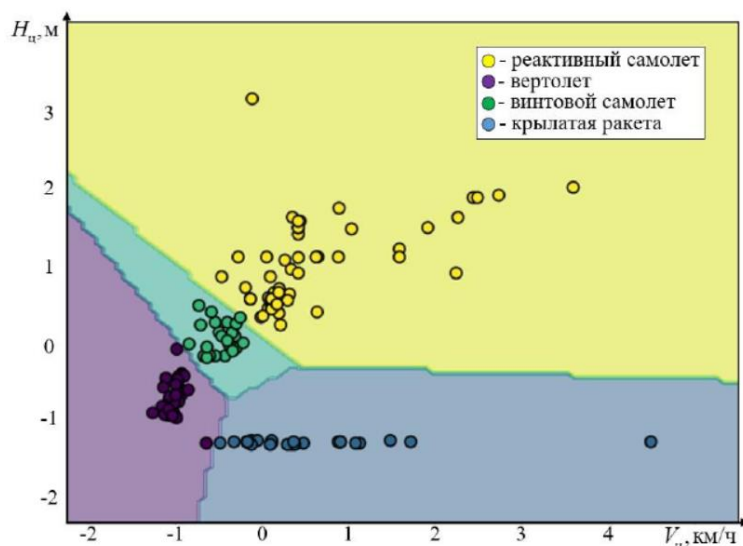 Hц, м
- реактивный самолет
- вертолет
- винтовой самолет
- крылатая ракета
3
2
1
0
-1
-2
-2 -1 0 1 2 3 4 V , км/ч